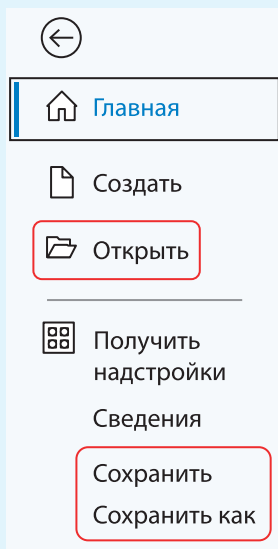 Главная
Создать
Открыть
Получить
надстройки
Сведения
Сохранить
Сохранить как